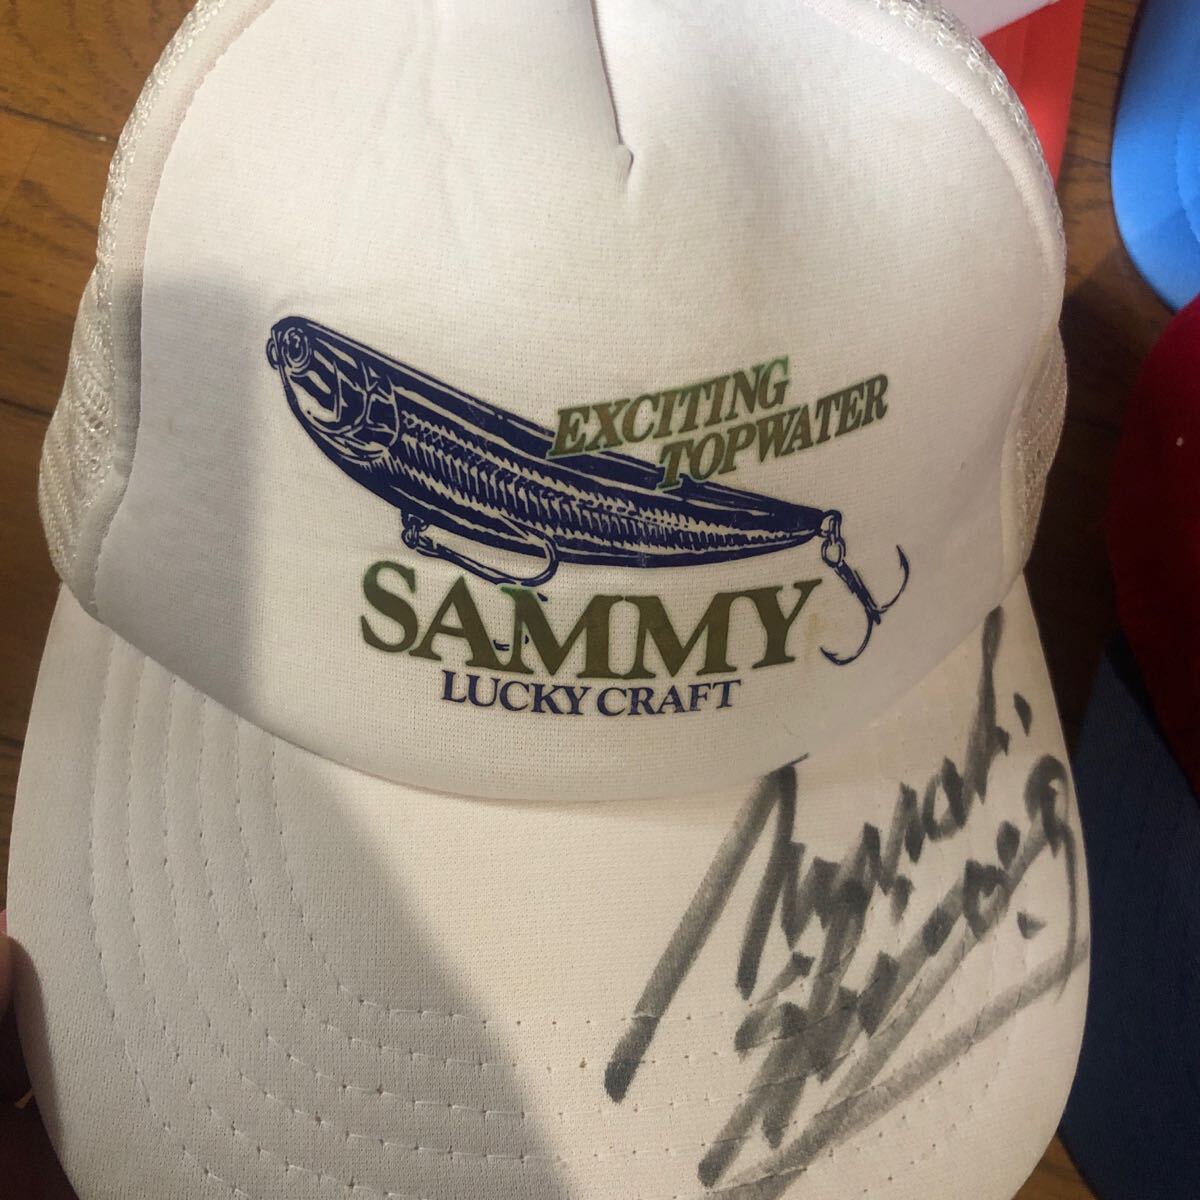 EXCITING
TOPWATER
SAMMY
LUCKY CRAFT